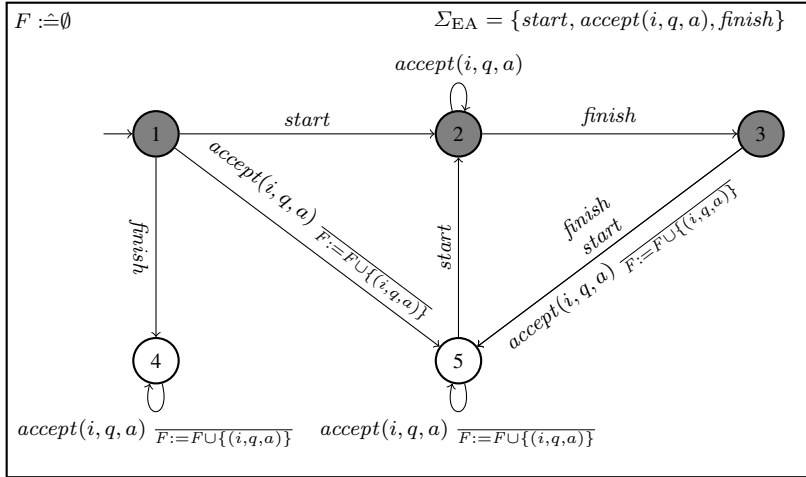 F :≙ ∅
Σ_EA = {start, accept(i, q, a), finish}
accept(i, q, a)
1
start
2
finish
3
accept(i, q, a) F:=F∪{(i,q,a)}
finish
start
finish
start
accept(i, q, a) F:=F∪{(i,q,a)}
4
5
accept(i, q, a) F:=F∪{(i,q,a)}
accept(i, q, a) F:=F∪{(i,q,a)}